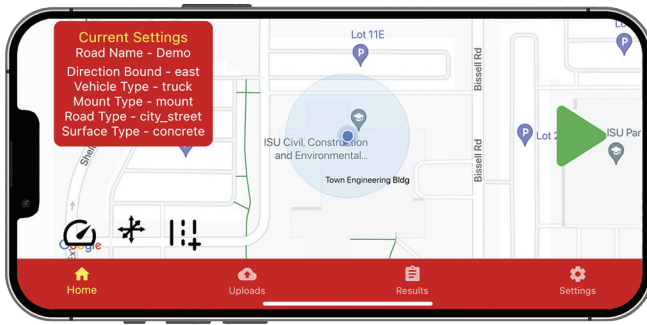 Current Settings
Road Name - Demo
Direction Bound - east
Vehicle Type - truck
Mount Type - mount
Road Type - city_street
Surface Type - concrete
Lot 11E
P
P
Bissell Rd
ISU Civil, Construction
and Environmental...
Town Engineering Bldg
Bissell Rd
P
Lot 2
ISU Par
P
Shel
Google
Home
Uploads
Results
Settings